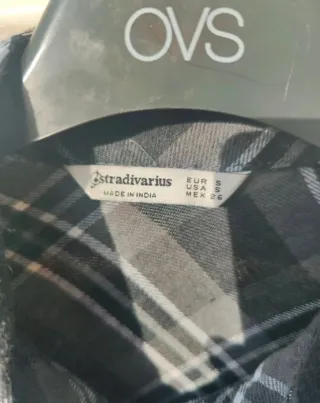 OVS
stradivarius
MADE IN INDIA
EUR S
USA S
MEX 26